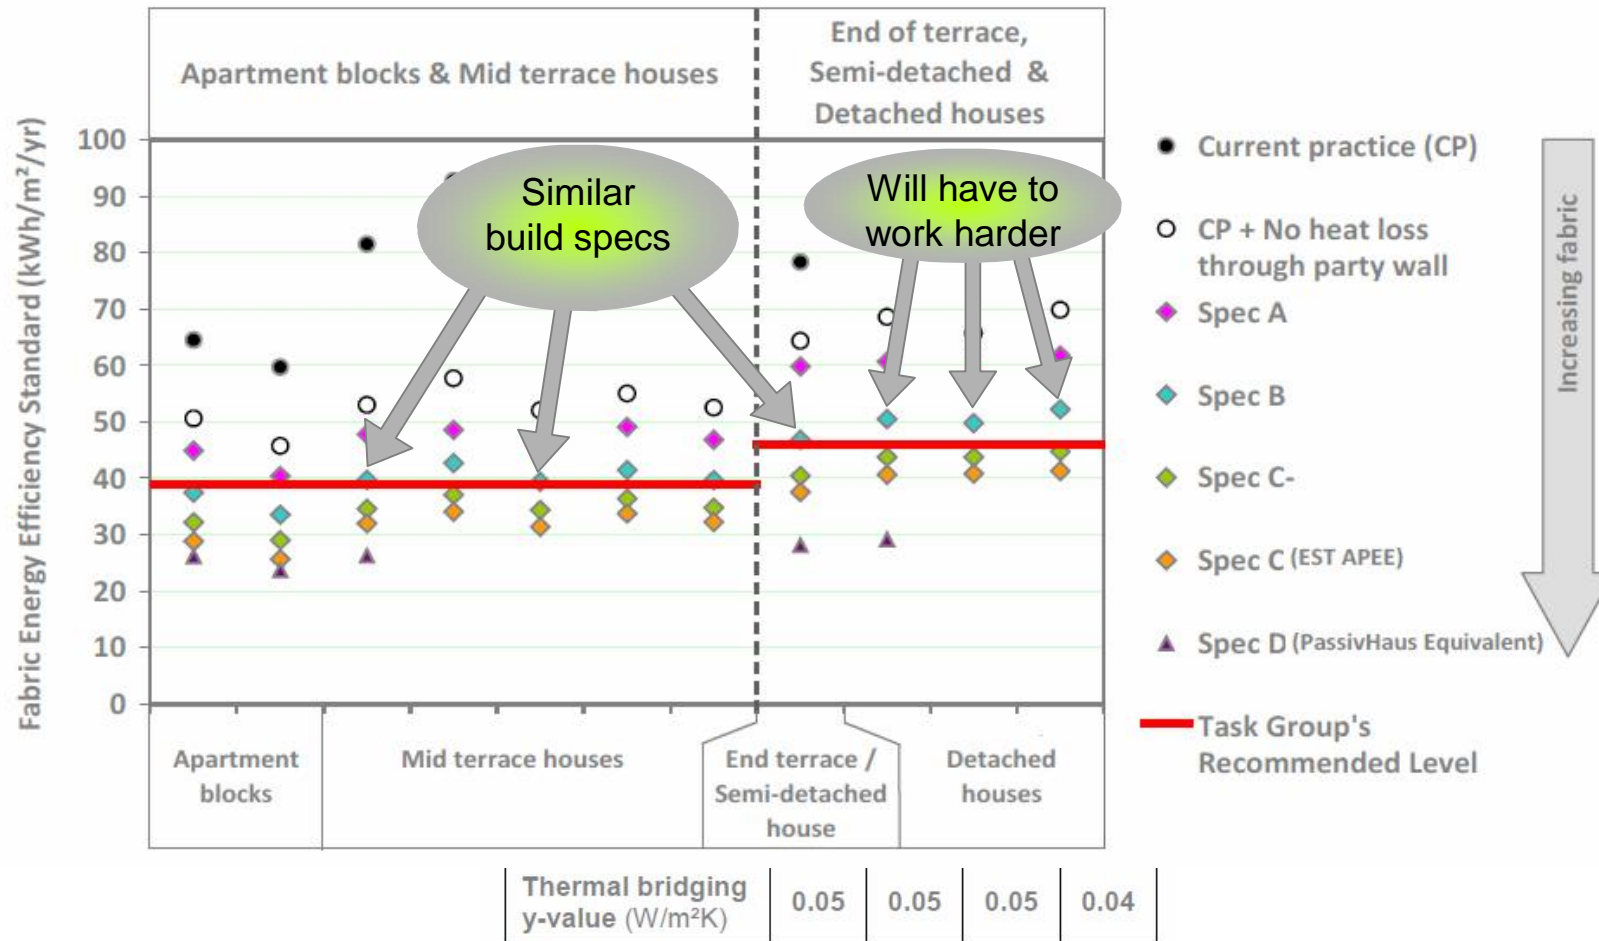 Apartment blocks & Mid terrace houses
End of terrace,
Semi-detached &
Detached houses
Fabric Energy Efficiency Standard (kWh/m²/yr)
100
90
80
70
60
50
40
30
20
10
0
Similar
build specs
Will have to
work harder
Apartment
blocks
Mid terrace houses
End terrace /
Semi-detached
house
Detached
houses
Current practice (CP)
CP + No heat loss
through party wall
Spec A
Spec B
Spec C-
Spec C (EST APEE)
Spec D (PassivHaus Equivalent)
Task Group's
Recommended Level
Increasing fabric
Thermal bridging 0.05 0.05 0.05 0.04
y-value (W/m²K)